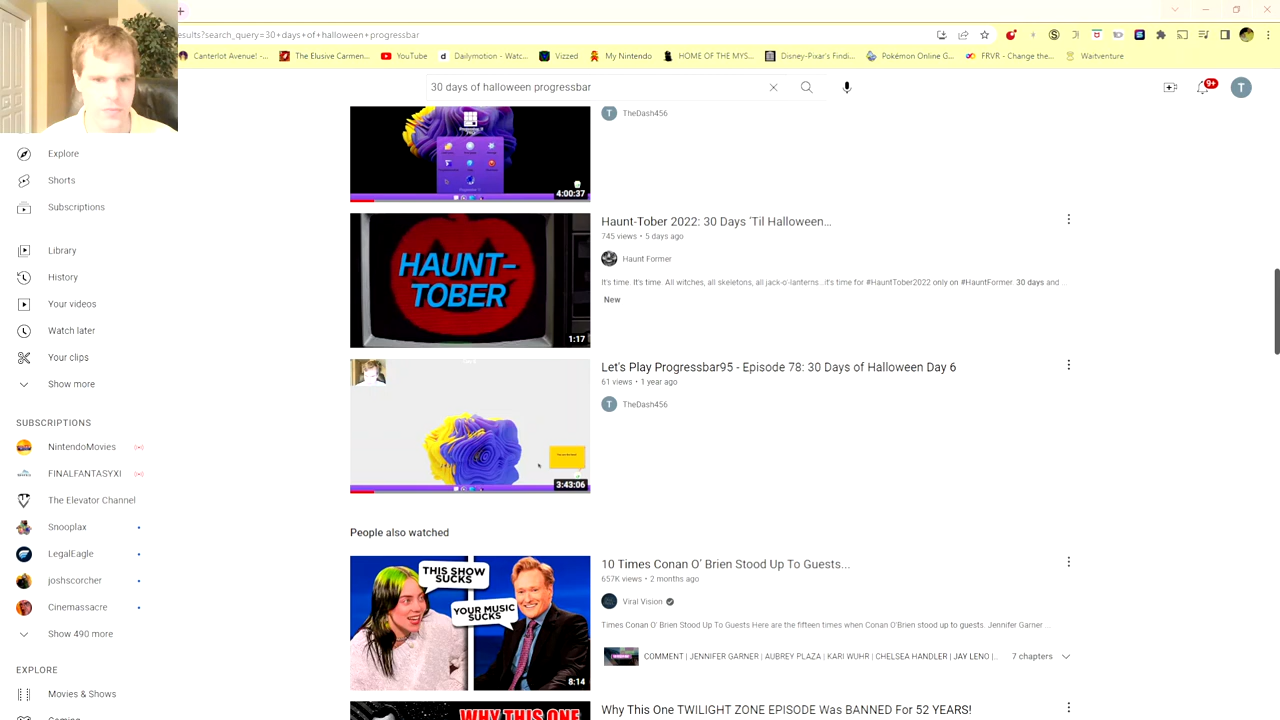 esults?search_query=30+days+of+halloween+progressbar
Canterlot Avenue! -...
The Elusive Carmen...
YouTube
Dailymotion - Watc...
Vizzed
My Nintendo
HOME OF THE MYS...
Disney-Pixar's Findi...
Pokémon Online G...
FRVR - Change the...
Waitventure
30 days of halloween progressbar
9+
T
Explore
Shorts
Subscriptions
Library
History
Your videos
Watch later
Your clips
Show more
SUBSCRIPTIONS
NintendoMovies
FINALFANTASYXI
The Elevator Channel
Snooplax
LegalEagle
joshscorcher
Cinemassacre
Show 490 more
EXPLORE
Movies & Shows
4:00:37
T TheDash456
HAUNT-
TOBER
1:17
Haunt-Tober 2022: 30 Days 'Til Halloween...
745 views • 5 days ago
Haunt Former
It's time. It's time. All witches, all skeletons, all jack-o'-lanterns...it's time for #HauntTober2022 only on #HauntFormer. 30 days and ...
New
3:43:06
Let's Play Progressbar95 - Episode 78: 30 Days of Halloween Day 6
61 views • 1 year ago
T TheDash456
People also watched
THIS SHOW
SUCKS
YOUR MUSIC
SUCKS
8:14
10 Times Conan O' Brien Stood Up To Guests...
657K views • 2 months ago
Viral Vision
Times Conan O' Brien Stood Up To Guests Here are the fifteen times when Conan O'Brien stood up to guests. Jennifer Garner ...
COMMENT | JENNIFER GARNER | AUBREY PLAZA | KARI WUHR | CHELSEA HANDLER | JAY LENO |...
7 chapters
WHY THIS ONE
Why This One TWILIGHT ZONE EPISODE Was BANNED For 52 YEARS!